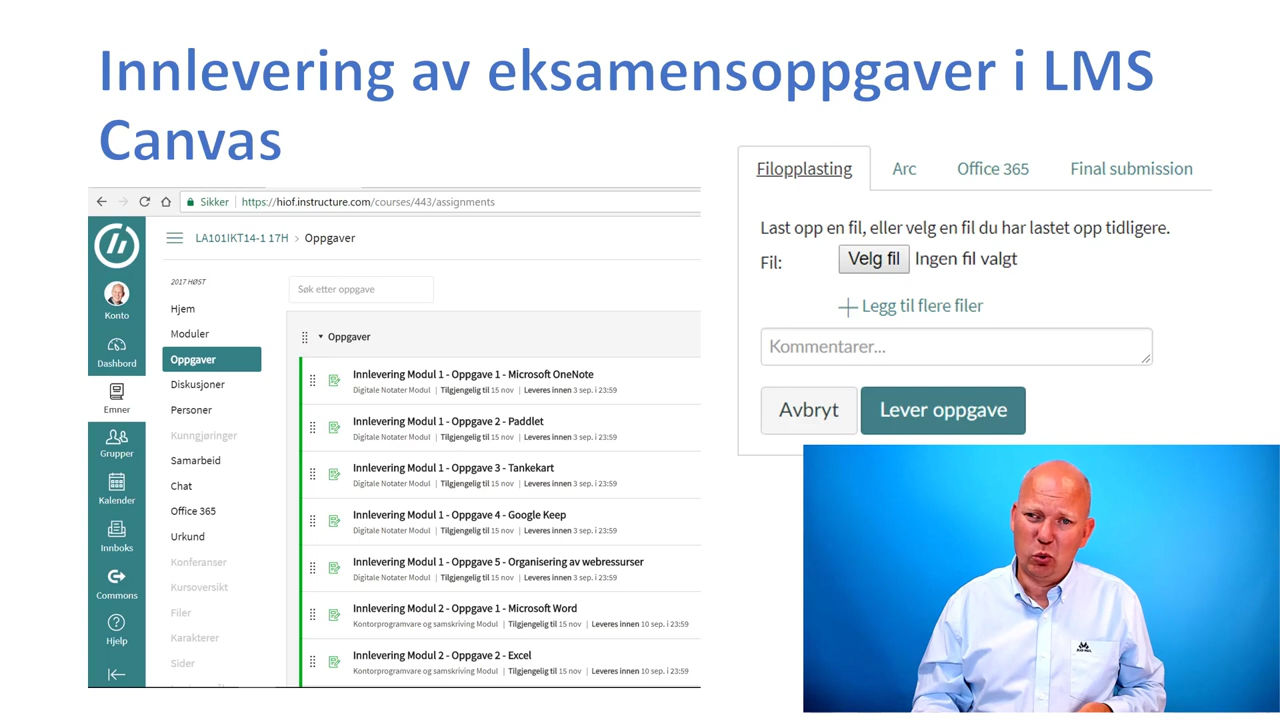 Innlevering av eksamensoppgaver i LMS
Canvas
Sikker
https://hiof.instructure.com/courses/443/assignments
LA101IKT14-1 17H > Oppgaver
Konto
Dashbord
Emner
Grupper
Kalender
Innboks
Commons
Hjelp
2017 HØST
Hjem
Moduler
Oppgaver
Diskusjoner
Personer
Kunngjøringer
Samarbeid
Chat
Office 365
Urkund
Konferanser
Kursoversikt
Filer
Karakterer
Sider
Søk etter oppgave
Oppgaver
Innlevering Modul 1 - Oppgave 1 - Microsoft OneNote
Digitale Notater Modul | Tilgjengelig til 15 nov | Leveres innen 3 sep. i 23:59
Innlevering Modul 1 - Oppgave 2 - Paddlet
Digitale Notater Modul | Tilgjengelig til 15 nov | Leveres innen 3 sep. i 23:59
Innlevering Modul 1 - Oppgave 3 - Tankekart
Digitale Notater Modul | Tilgjengelig til 15 nov | Leveres innen 3 sep. i 23:59
Innlevering Modul 1 - Oppgave 4 - Google Keep
Digitale Notater Modul | Tilgjengelig til 15 nov | Leveres innen 3 sep. i 23:59
Innlevering Modul 1 - Oppgave 5 - Organisering av webressurser
Digitale Notater Modul | Tilgjengelig til 15 nov | Leveres innen 3 sep. i 23:59
Innlevering Modul 2 - Oppgave 1 - Microsoft Word
Kontorprogramvare og samskriving Modul | Tilgjengelig til 15 nov | Leveres innen 10 sep. i 23:59
Innlevering Modul 2 - Oppgave 2 - Excel
Kontorprogramvare og samskriving Modul | Tilgjengelig til 15 nov | Leveres innen 10 sep. i 23:59
Filopplasting Arc Office 365 Final submission
Last opp en fil, eller velg en fil du har lastet opp tidligere.
Fil: Velg fil Ingen fil valgt
Legg til flere filer
Kommentarer...
Avbryt Lever oppgave